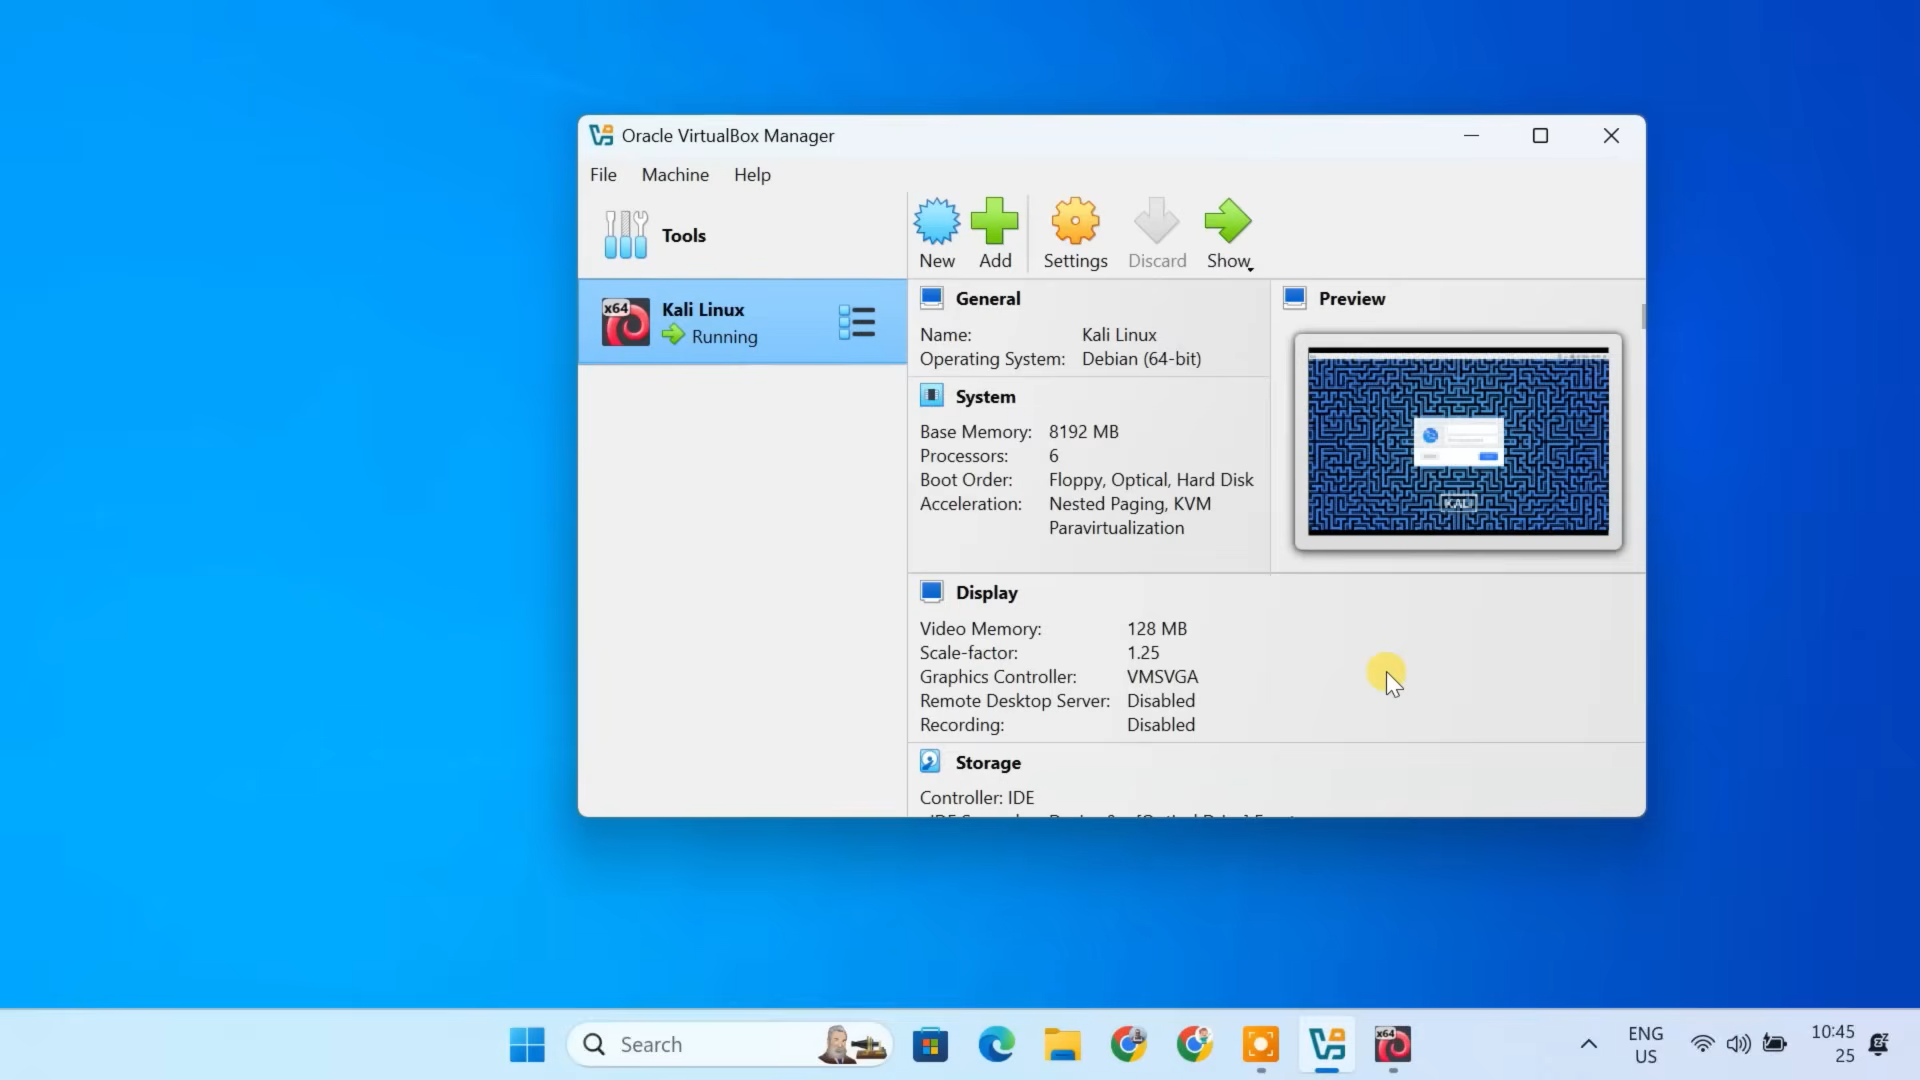 Oracle VirtualBox Manager
File Machine Help
Tools
New Add Settings Discard Show
x64 Kali Linux
Running
General
Name: Kali Linux
Operating System: Debian (64-bit)
System
Base Memory: 8192 MB
Processors: 6
Boot Order: Floppy, Optical, Hard Disk
Acceleration: Nested Paging, KVM
Paravirtualization
Preview
KALI
Display
Video Memory: 128 MB
Scale-factor: 1.25
Graphics Controller: VMSVGA
Remote Desktop Server: Disabled
Recording: Disabled
Storage
Controller: IDE
Search
x64
ENG
US
10:45
25